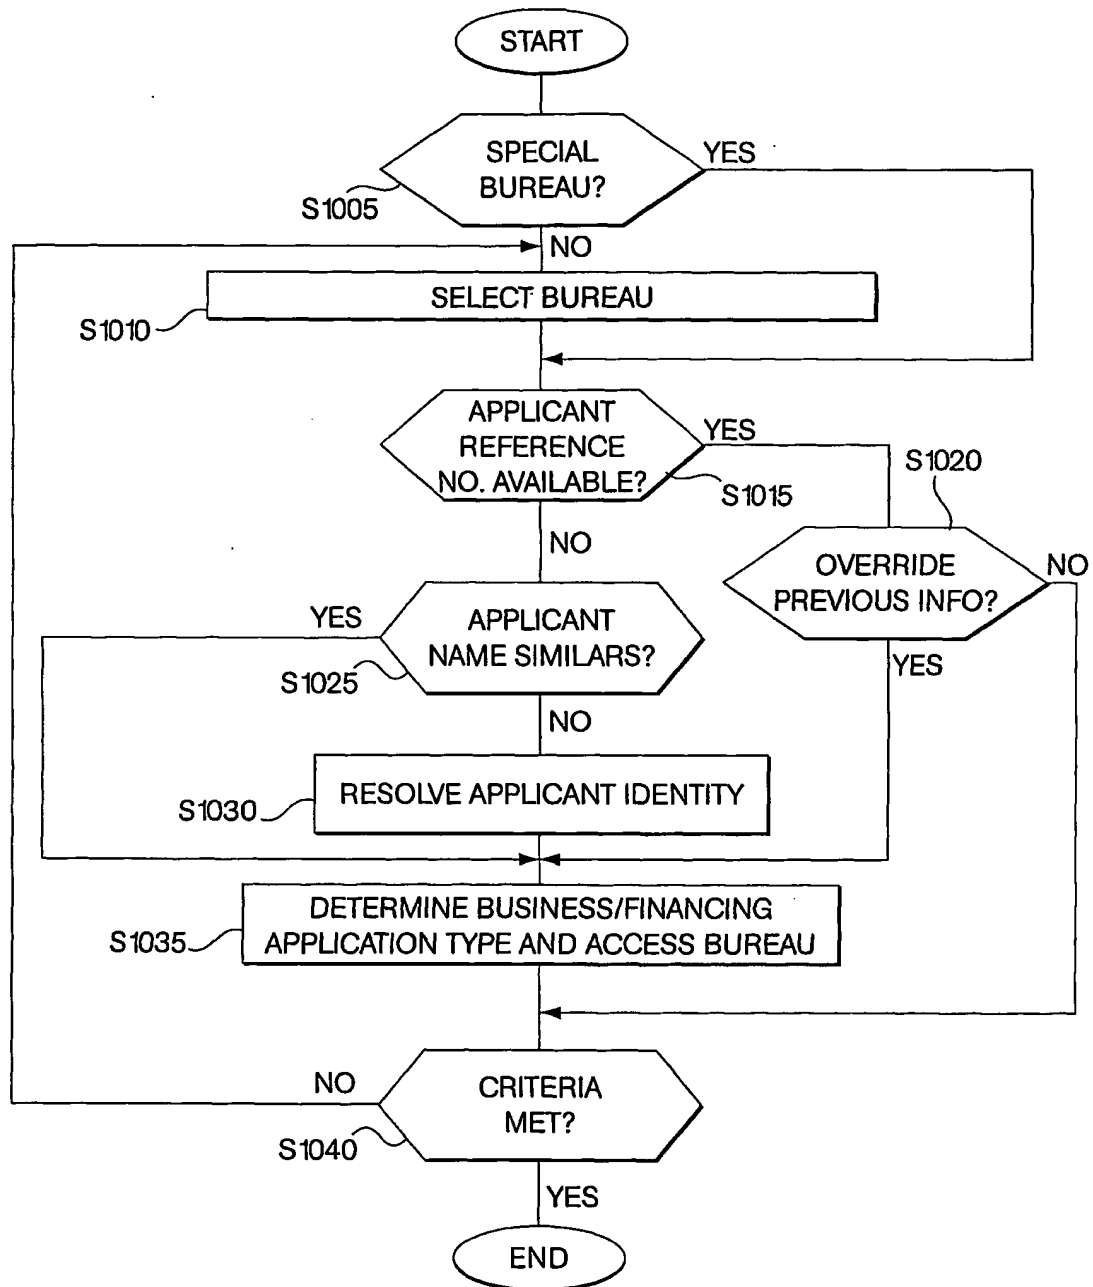 START
SPECIAL
BUREAU?
YES
S1005
NO
SELECT BUREAU
S1010
APPLICANT
REFERENCE
NO. AVAILABLE?
YES
S1015
S1020
NO
OVERRIDE
PREVIOUS INFO?
NO
YES
YES
APPLICANT
NAME SIMILARS?
S1025
NO
RESOLVE APPLICANT IDENTITY
S1030
DETERMINE BUSINESS/FINANCING
APPLICATION TYPE AND ACCESS BUREAU
S1035
NO
CRITERIA
MET?
S1040
YES
END